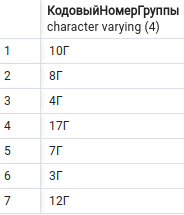 КодовыйНомерГруппы
character varying (4)
1 10Г
2 8Г
3 4Г
4 17Г
5 7Г
6 3Г
7 12Г